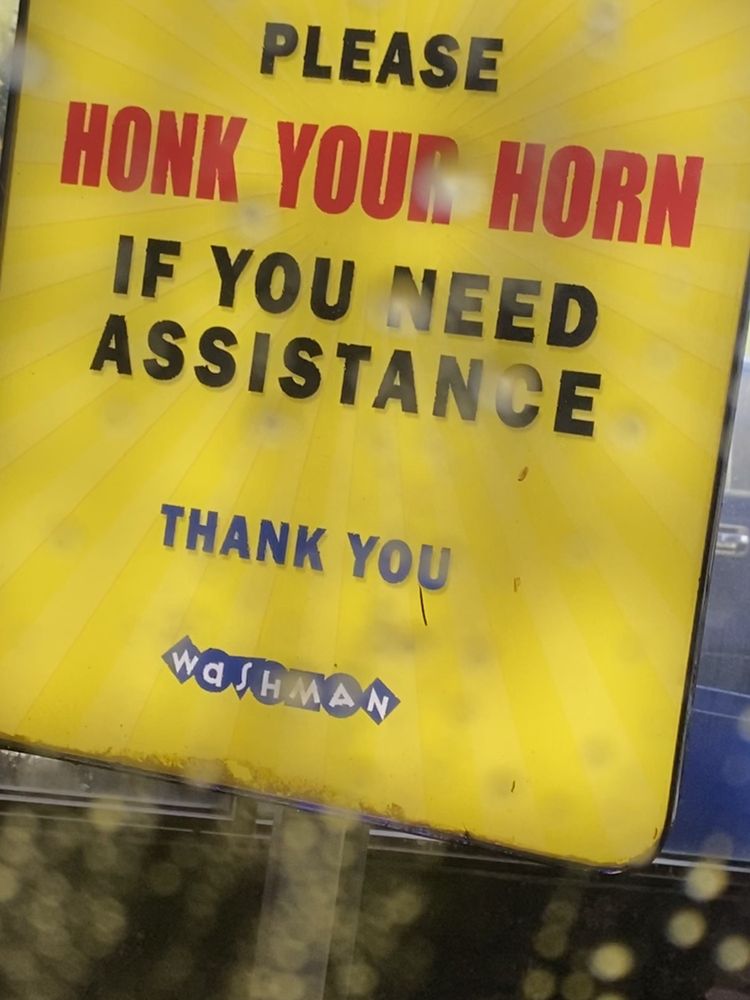 PLEASE
HONK YOUR HORN
IF YOU NEED
ASSISTANCE
THANK YOU
WaSHMAN